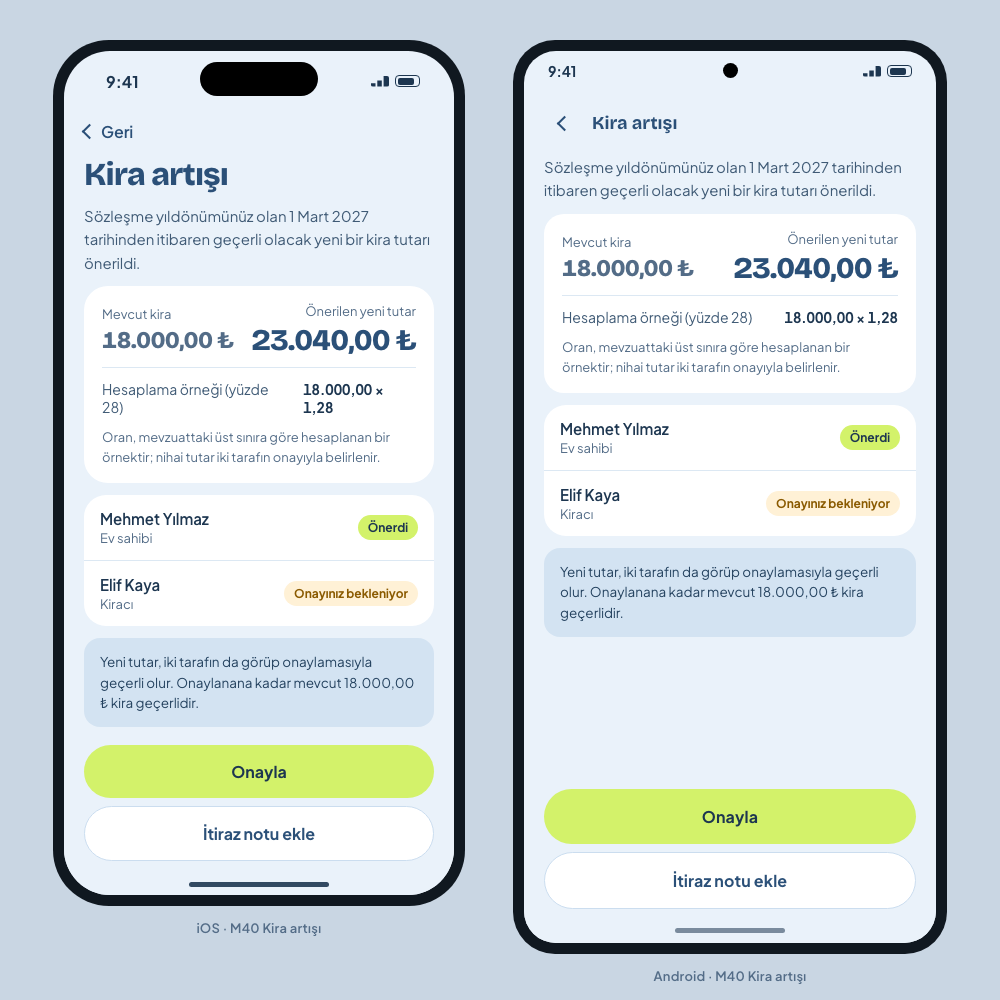 9:41
Geri
Kira artışı
Sözleşme yıldönümünüz olan 1 Mart 2027
tarihinden itibaren geçerli olacak yeni bir kira tutarı
önerildi.
Mevcut kira
18.000,00 ₺
Önerilen yeni tutar
23.040,00 ₺
Hesaplama örneği (yüzde
28)
18.000,00 ×
1,28
Oran, mevzuattaki üst sınıra göre hesaplanan bir
örnektir; nihai tutar iki tarafın onayıyla belirlenir.
Mehmet Yılmaz
Ev sahibi
Önerdi
Elif Kaya
Kiracı
Onayınız bekleniyor
Yeni tutar, iki tarafın da görüp onaylamasıyla
geçerli olur. Onaylanana kadar mevcut 18.000,00
₺ kira geçerlidir.
Onayla
İtiraz notu ekle
iOS · M40 Kira artışı
9:41
Kira artışı
Sözleşme yıldönümünüz olan 1 Mart 2027 tarihinden
itibaren geçerli olacak yeni bir kira tutarı önerildi.
Mevcut kira
18.000,00 ₺
Önerilen yeni tutar
23.040,00 ₺
Hesaplama örneği (yüzde 28)
18.000,00 × 1,28
Oran, mevzuattaki üst sınıra göre hesaplanan bir
örnektir; nihai tutar iki tarafın onayıyla belirlenir.
Mehmet Yılmaz
Ev sahibi
Önerdi
Elif Kaya
Kiracı
Onayınız bekleniyor
Yeni tutar, iki tarafın da görüp onaylamasıyla geçerli
olur. Onaylanana kadar mevcut 18.000,00 ₺ kira
geçerlidir.
Onayla
İtiraz notu ekle
Android · M40 Kira artışı